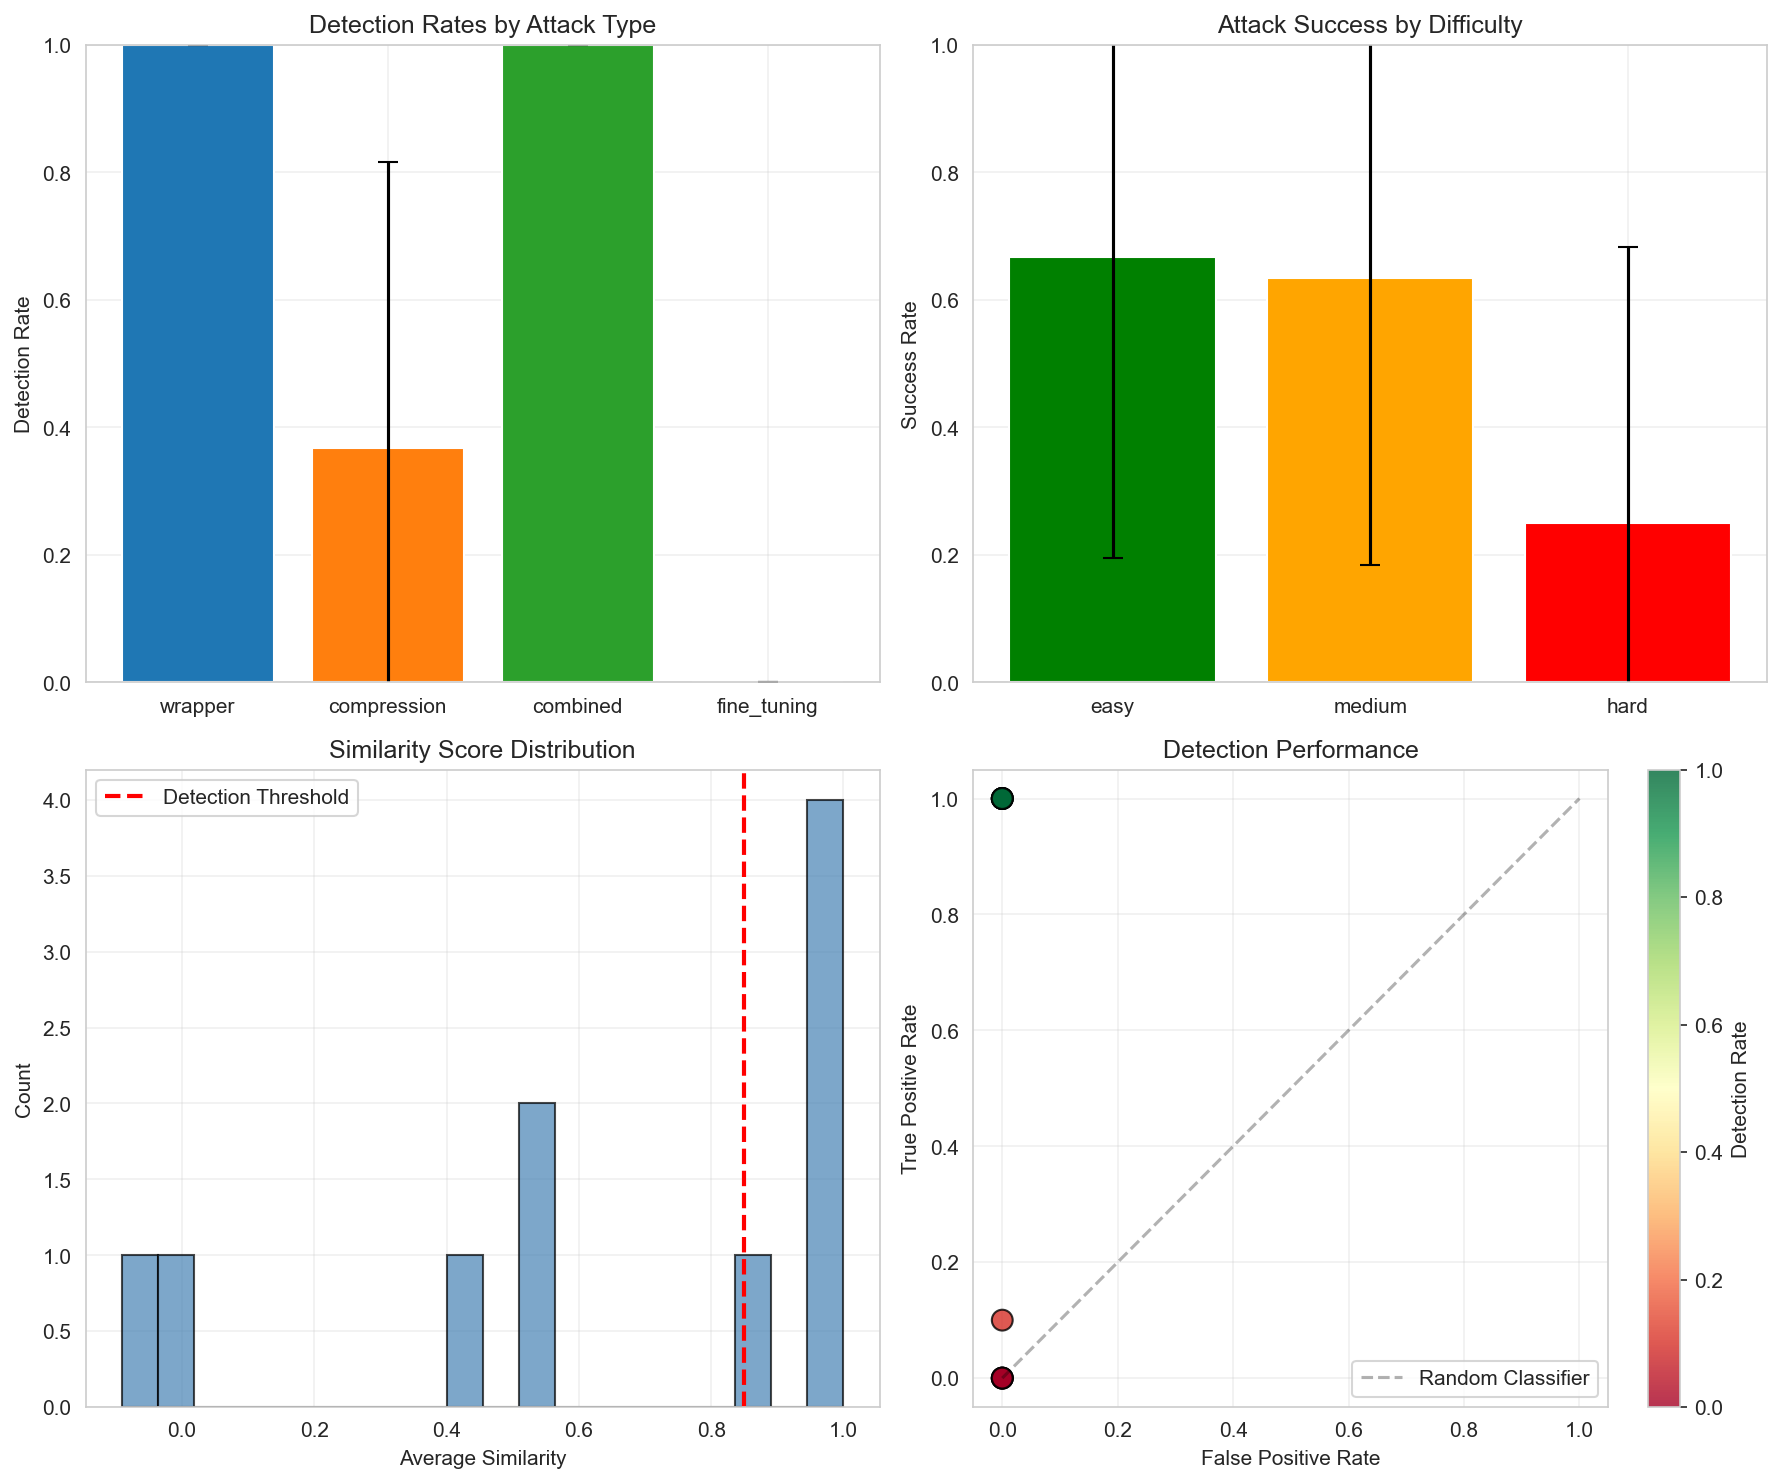 Detection Rates by Attack Type
1.0
0.8
0.6
0.4
0.2
0.0
Detection Rate
wrapper compression combined fine_tuning
Attack Success by Difficulty
1.0
0.8
0.6
0.4
0.2
0.0
Success Rate
easy medium hard
Similarity Score Distribution
Detection Threshold
4.0
3.5
3.0
2.5
2.0
1.5
1.0
0.5
0.0
Count
0.0 0.2 0.4 0.6 0.8 1.0
Average Similarity
Detection Performance
1.0
0.8
0.6
0.4
0.2
0.0
True Positive Rate
Random Classifier
0.0 0.2 0.4 0.6 0.8 1.0
False Positive Rate
1.0
0.8
0.6
0.4
0.2
0.0
Detection Rate